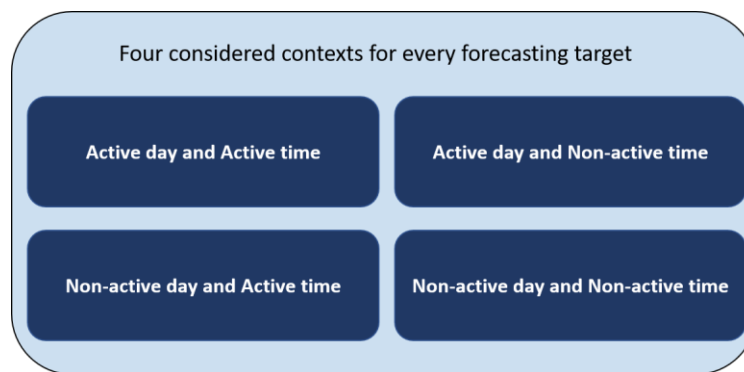 Four considered contexts for every forecasting target
Active day and Active time
Active day and Non-active time
Non-active day and Active time
Non-active day and Non-active time